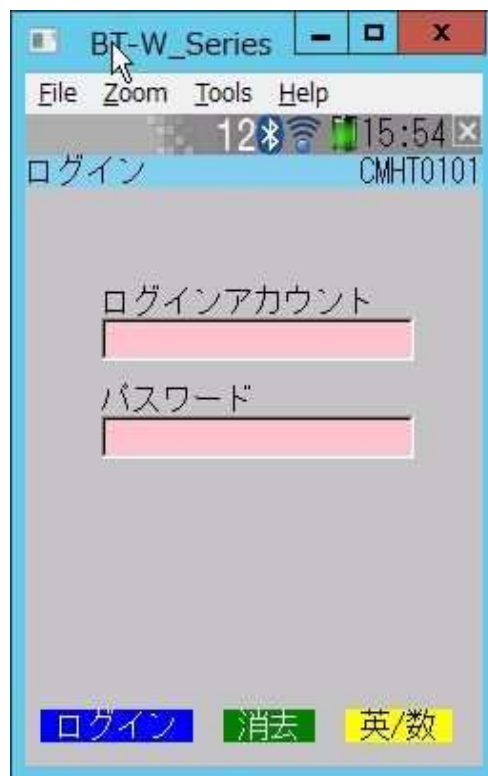 BT-W_Series
File Zoom Tools Help
12 15:54
ログイン CMHT0101
ログインアカウント
パスワード
ログイン 消去 英/数